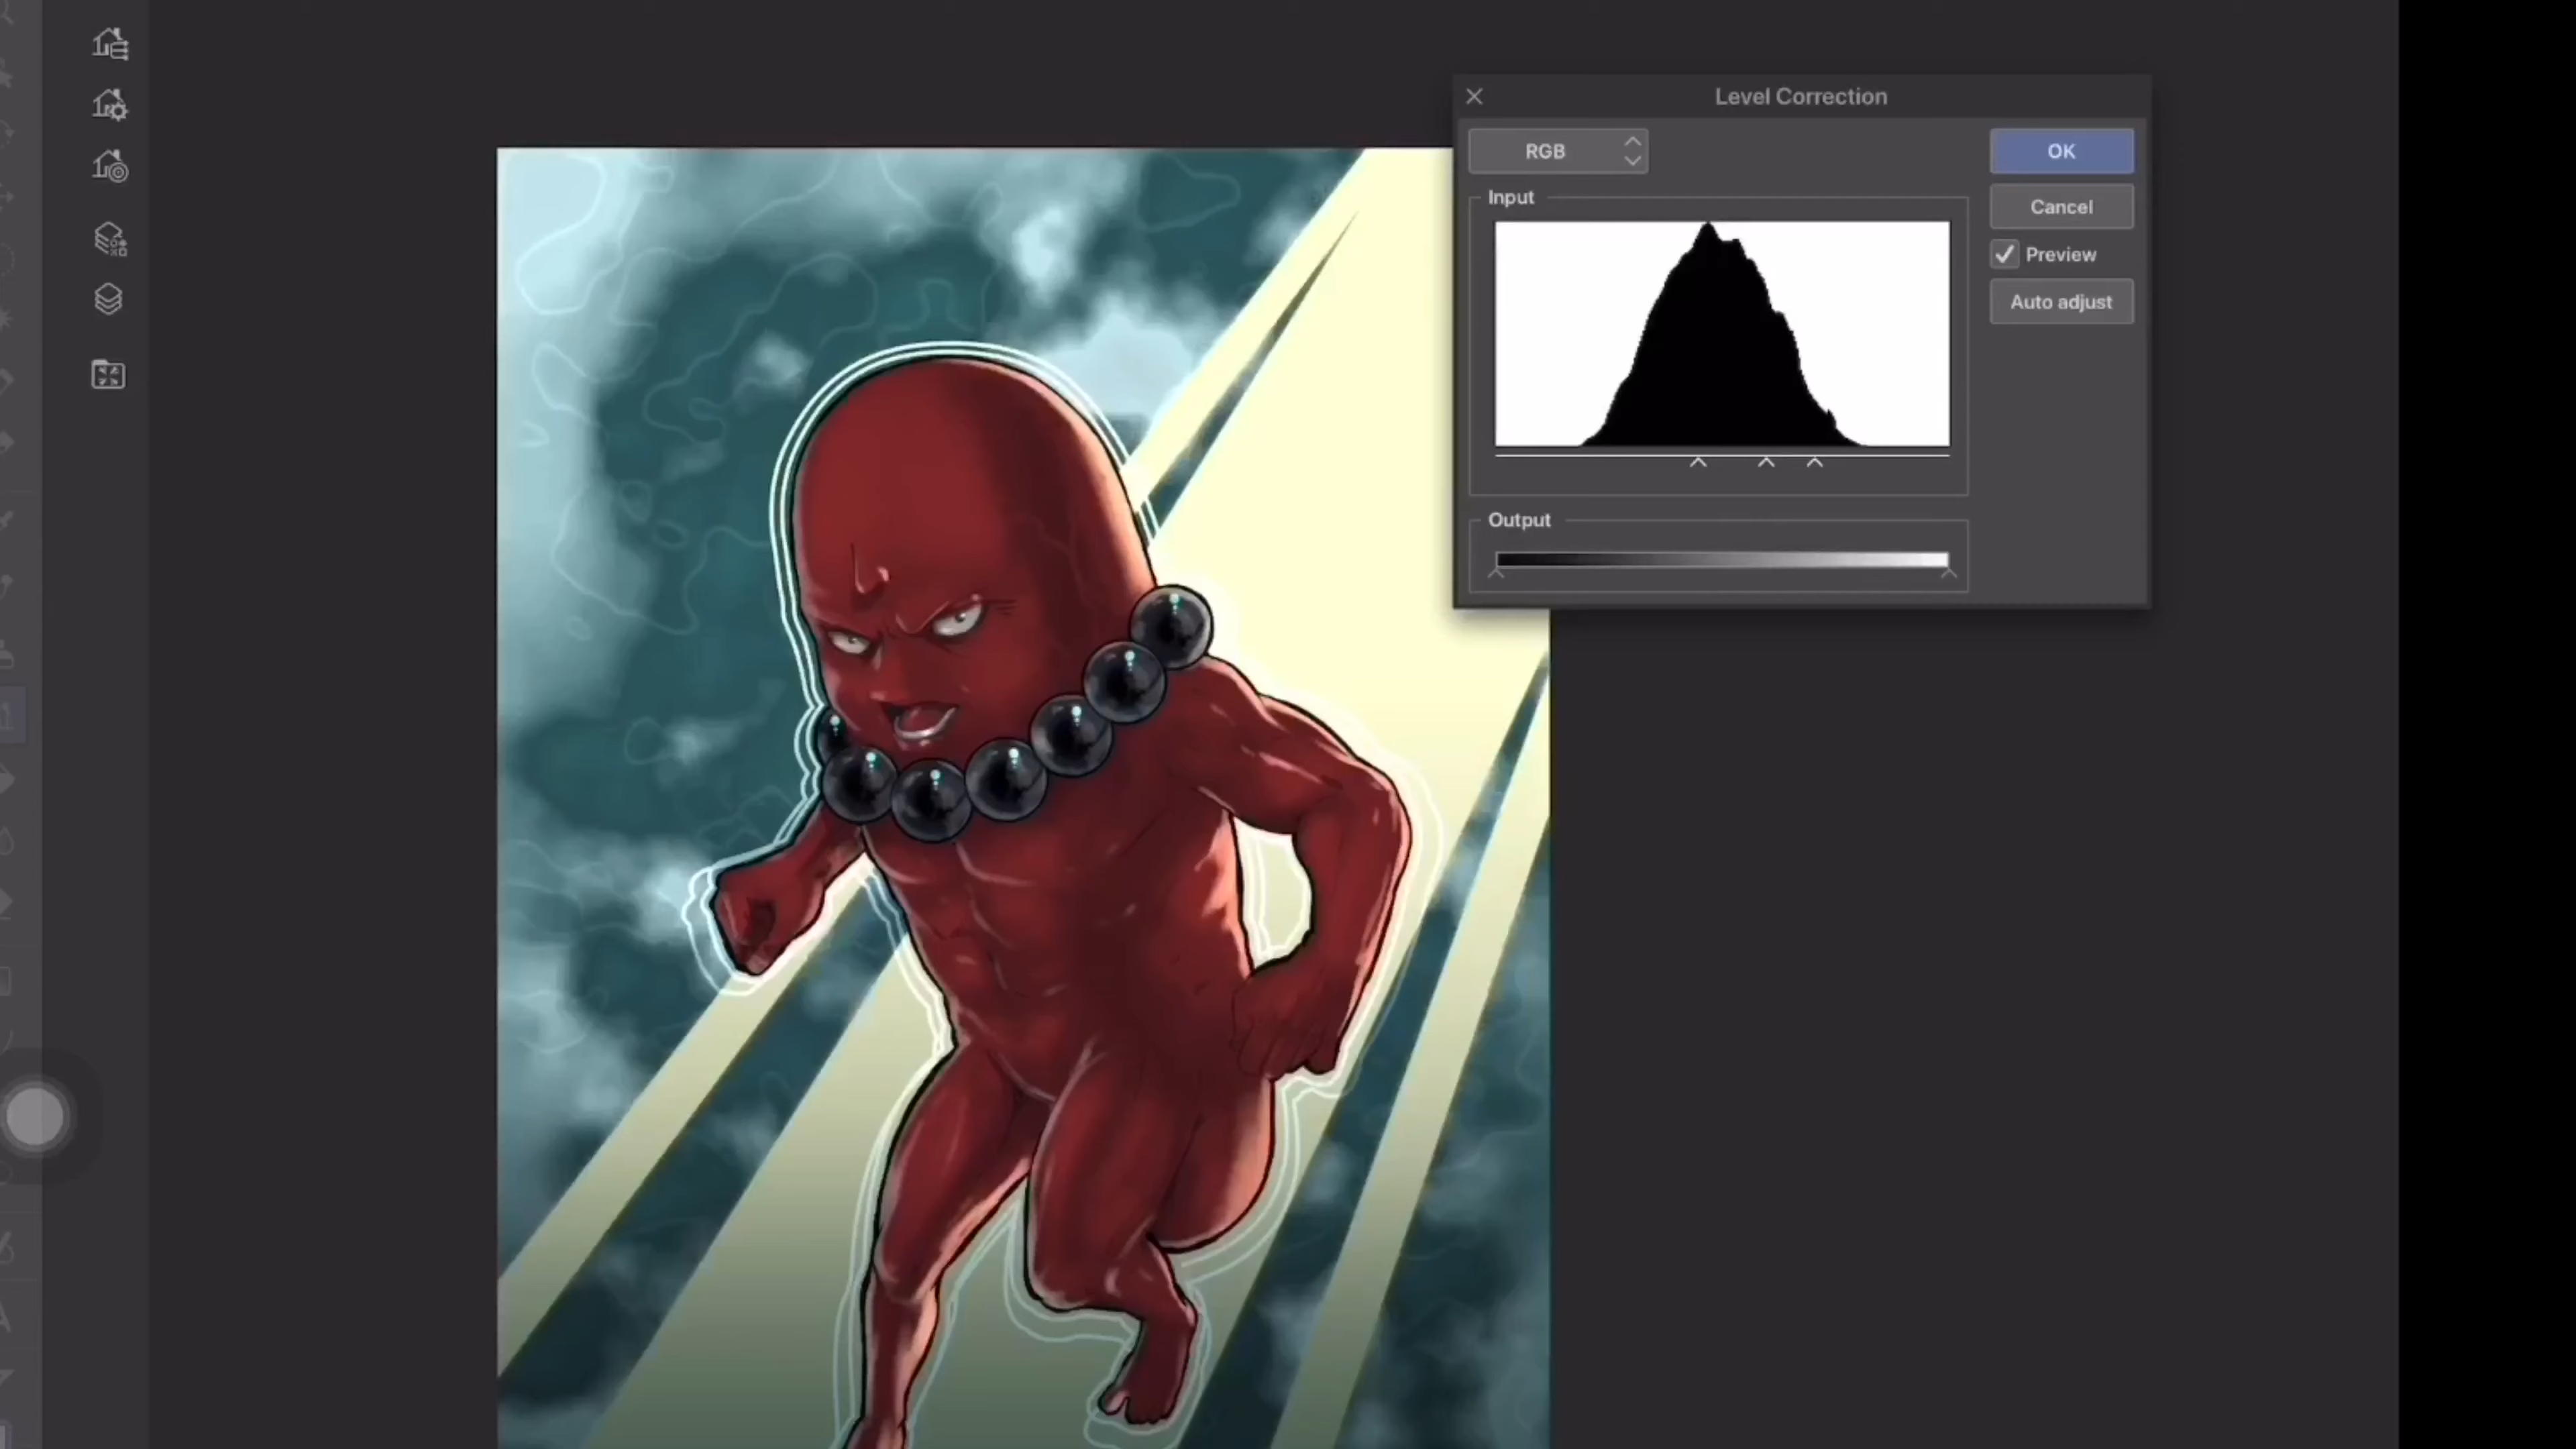 Level Correction
RGB
OK
Input
Cancel
Preview
Auto adjust
Output